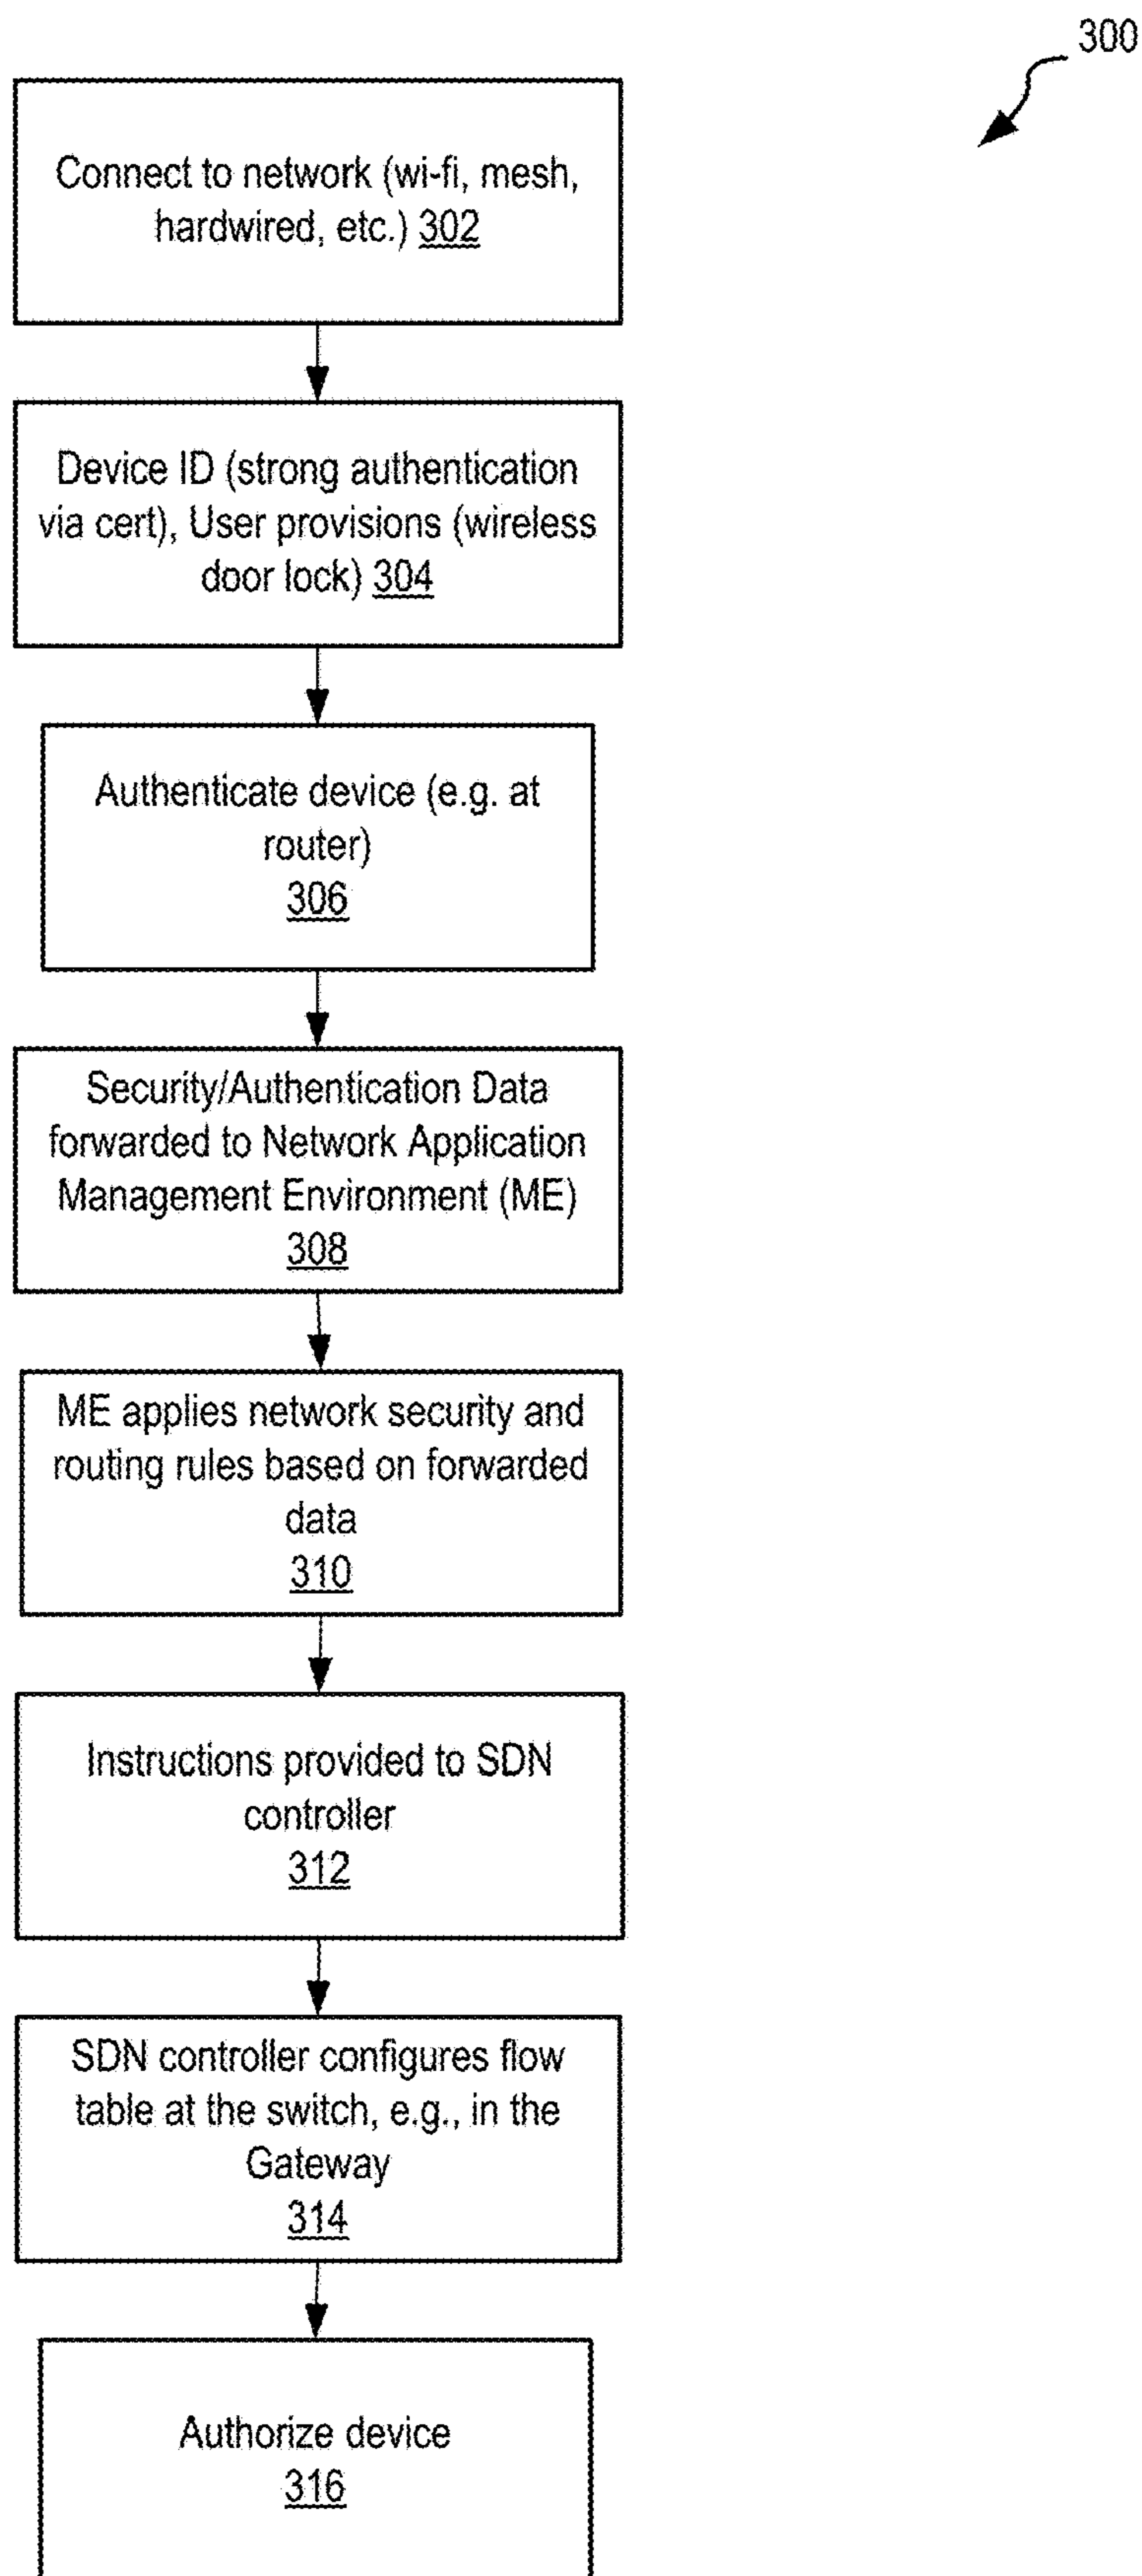 300
Connect to network (wi-fi, mesh,
hardwired, etc.) 302
Device ID (strong authentication
via cert), User provisions (wireless
door lock) 304
Authenticate device (e.g. at
router)
306
Security/Authentication Data
forwarded to Network Application
Management Environment (ME)
308
ME applies network security and
routing rules based on forwarded
data
310
Instructions provided to SDN
controller
312
SDN controller configures flow
table at the switch, e.g., in the
Gateway
314
Authorize device
316